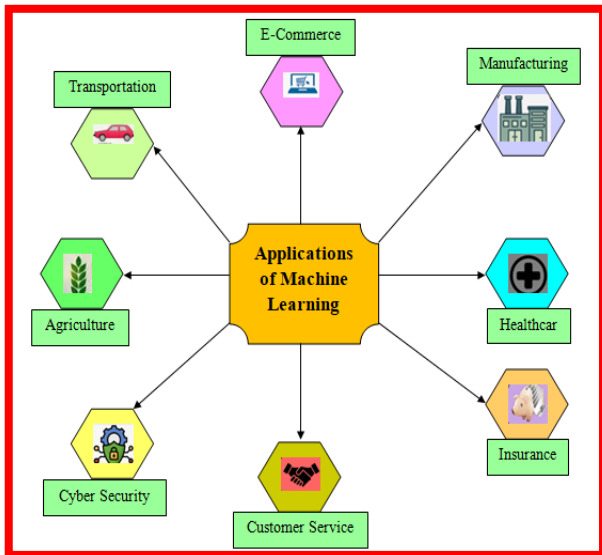 E-Commerce
Manufacturing
Transportation
Applications
of Machine
Learning
Agriculture
Healthcar
Insurance
Cyber Security
Customer Service